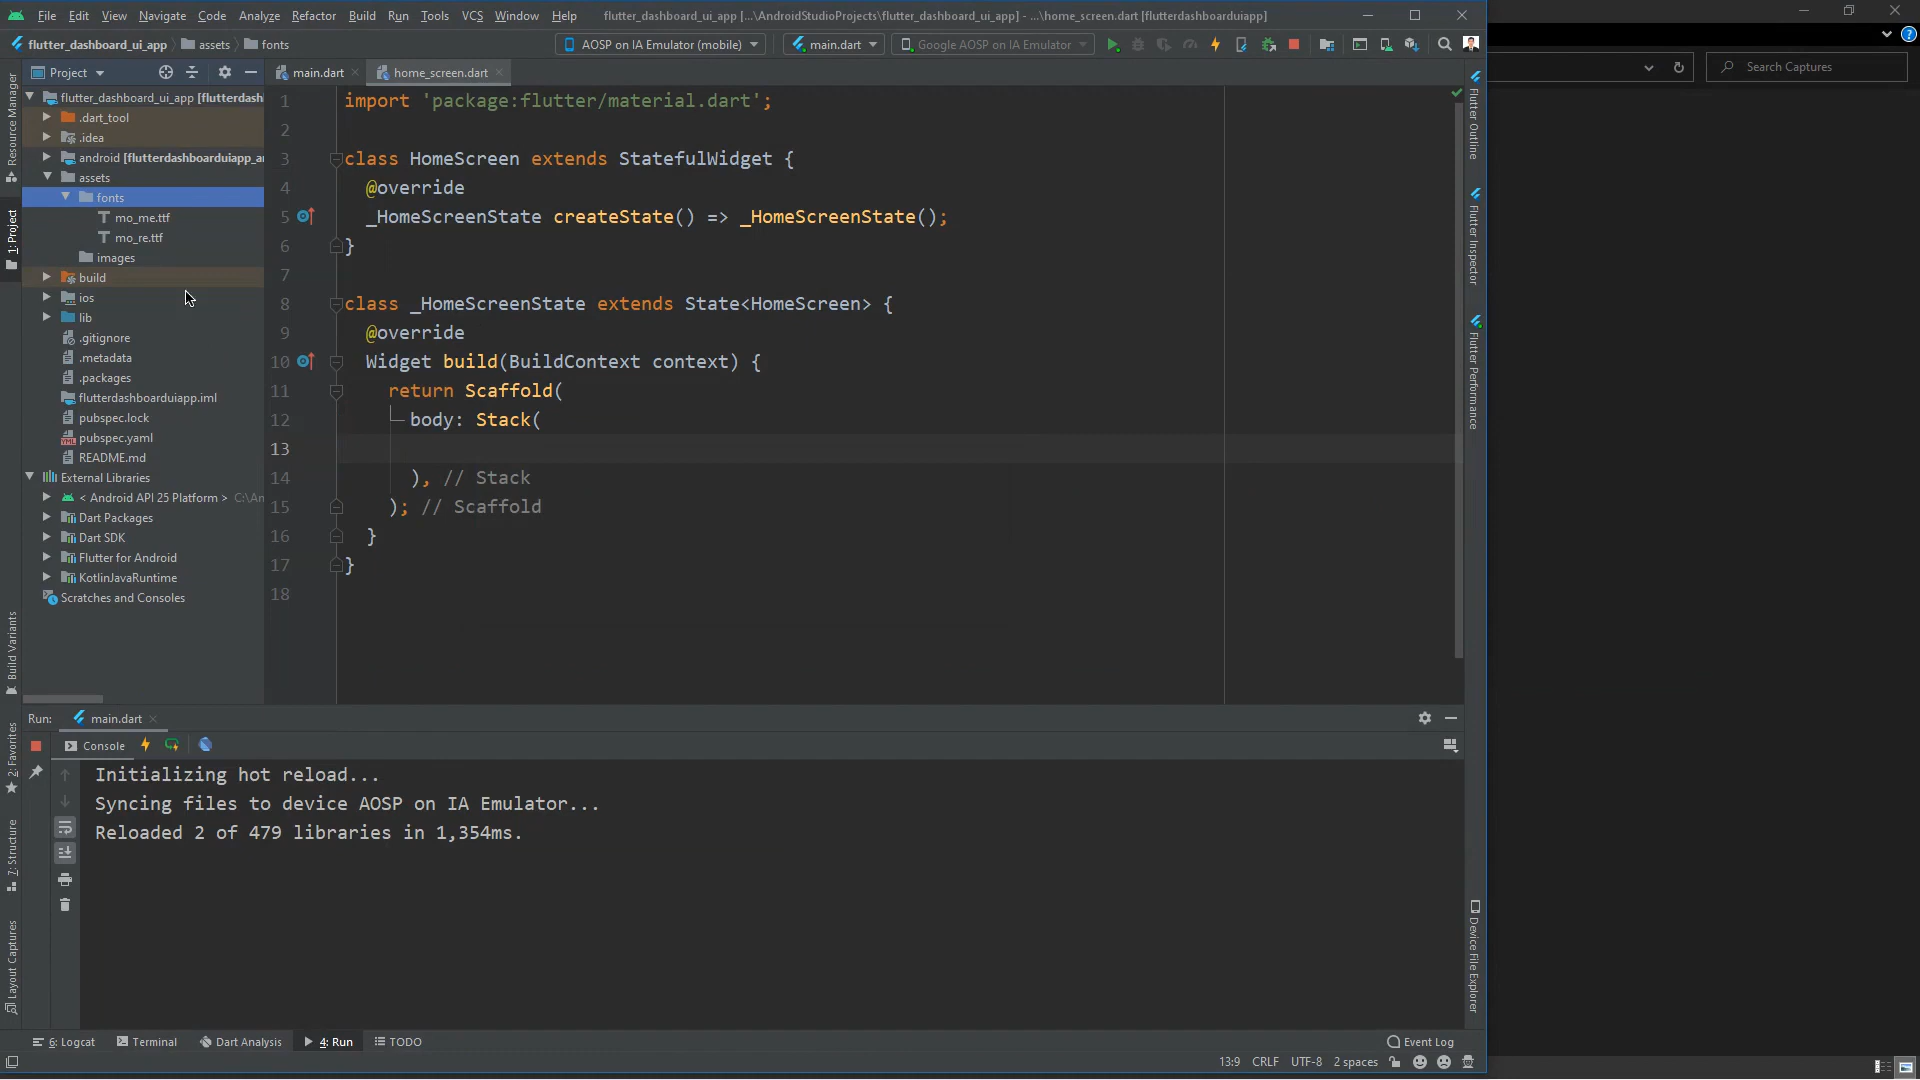 File Edit View Navigate Code Analyze Refactor Build Run Tools VCS Window Help flutter_dashboard_ui_app [...\AndroidStudioProjects\flutter_dashboard_ui_app] - ...\home_screen.dart [flutterdashboarduiapp]
flutter_dashboard_ui_app assets fonts AOSP on IA Emulator (mobile) main.dart Google AOSP on IA Emulator
Search Captures
Project main.dart home_screen.dart
flutter_dashboard_ui_app [flutterdash
.dart_tool
.idea
android [flutterdashboarduiapp_a
assets
fonts
mo_me.ttf
mo_re.ttf
images
build
ios
lib
.gitignore
.metadata
.packages
flutterdashboarduiapp.iml
pubspec.lock
pubspec.yaml
README.md
External Libraries
< Android API 25 Platform > C:\An
Dart Packages
Dart SDK
Flutter for Android
KotlinJavaRuntime
Scratches and Consoles
1 import 'package:flutter/material.dart';
2
3 class HomeScreen extends StatefulWidget {
4 @override
5 _HomeScreenState createState() => _HomeScreenState();
6 }
7
8 class _HomeScreenState extends State<HomeScreen> {
9 @override
10 Widget build(BuildContext context) {
11 return Scaffold(
12 body: Stack(
13
14 ), // Stack
15 ); // Scaffold
16 }
17 }
18
Resource Manager
1: Project
Build Variants
2: Favorites
7: Structure
Layout Captures
Flutter Outline
Flutter Inspector
Flutter Performance
Device File Explorer
Run: main.dart
Console
Initializing hot reload...
Syncing files to device AOSP on IA Emulator...
Reloaded 2 of 479 libraries in 1,354ms.
6: Logcat Terminal Dart Analysis 4: Run TODO Event Log
13:9 CRLF UTF-8 2 spaces